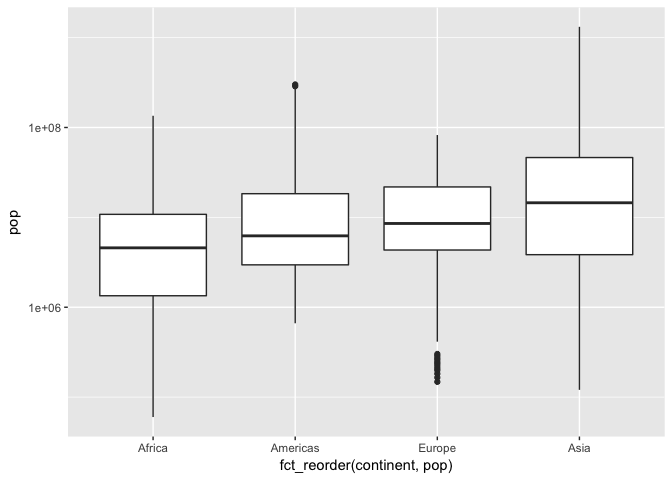 pop
1e+08
1e+06
Africa Americas Europe Asia
fct_reorder(continent, pop)